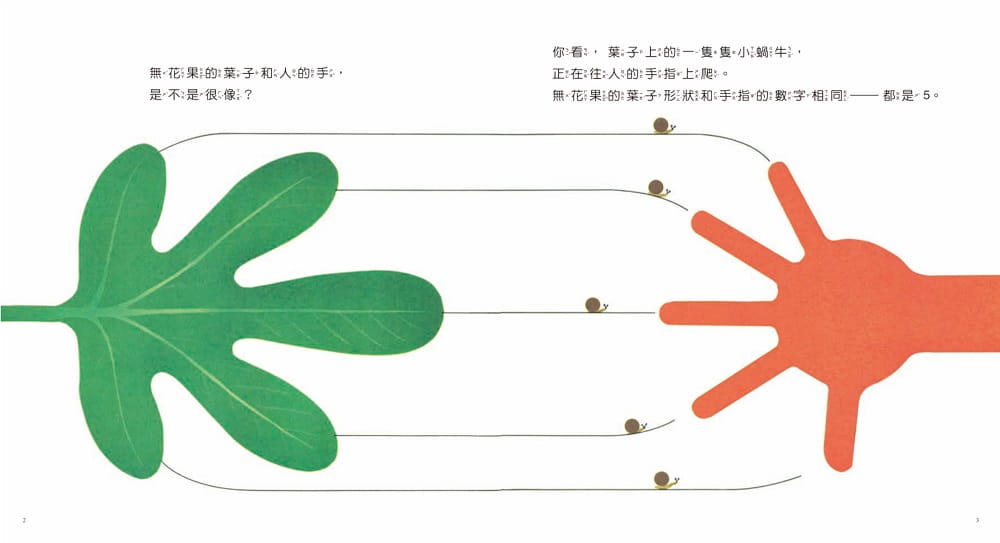 無花果的葉子和人的手，
是不是很像？
你看，葉子上的一隻隻小蝸牛，
正在往人的手指上爬。
無花果的葉子形狀和手指的數字相同——都是5。
2
3